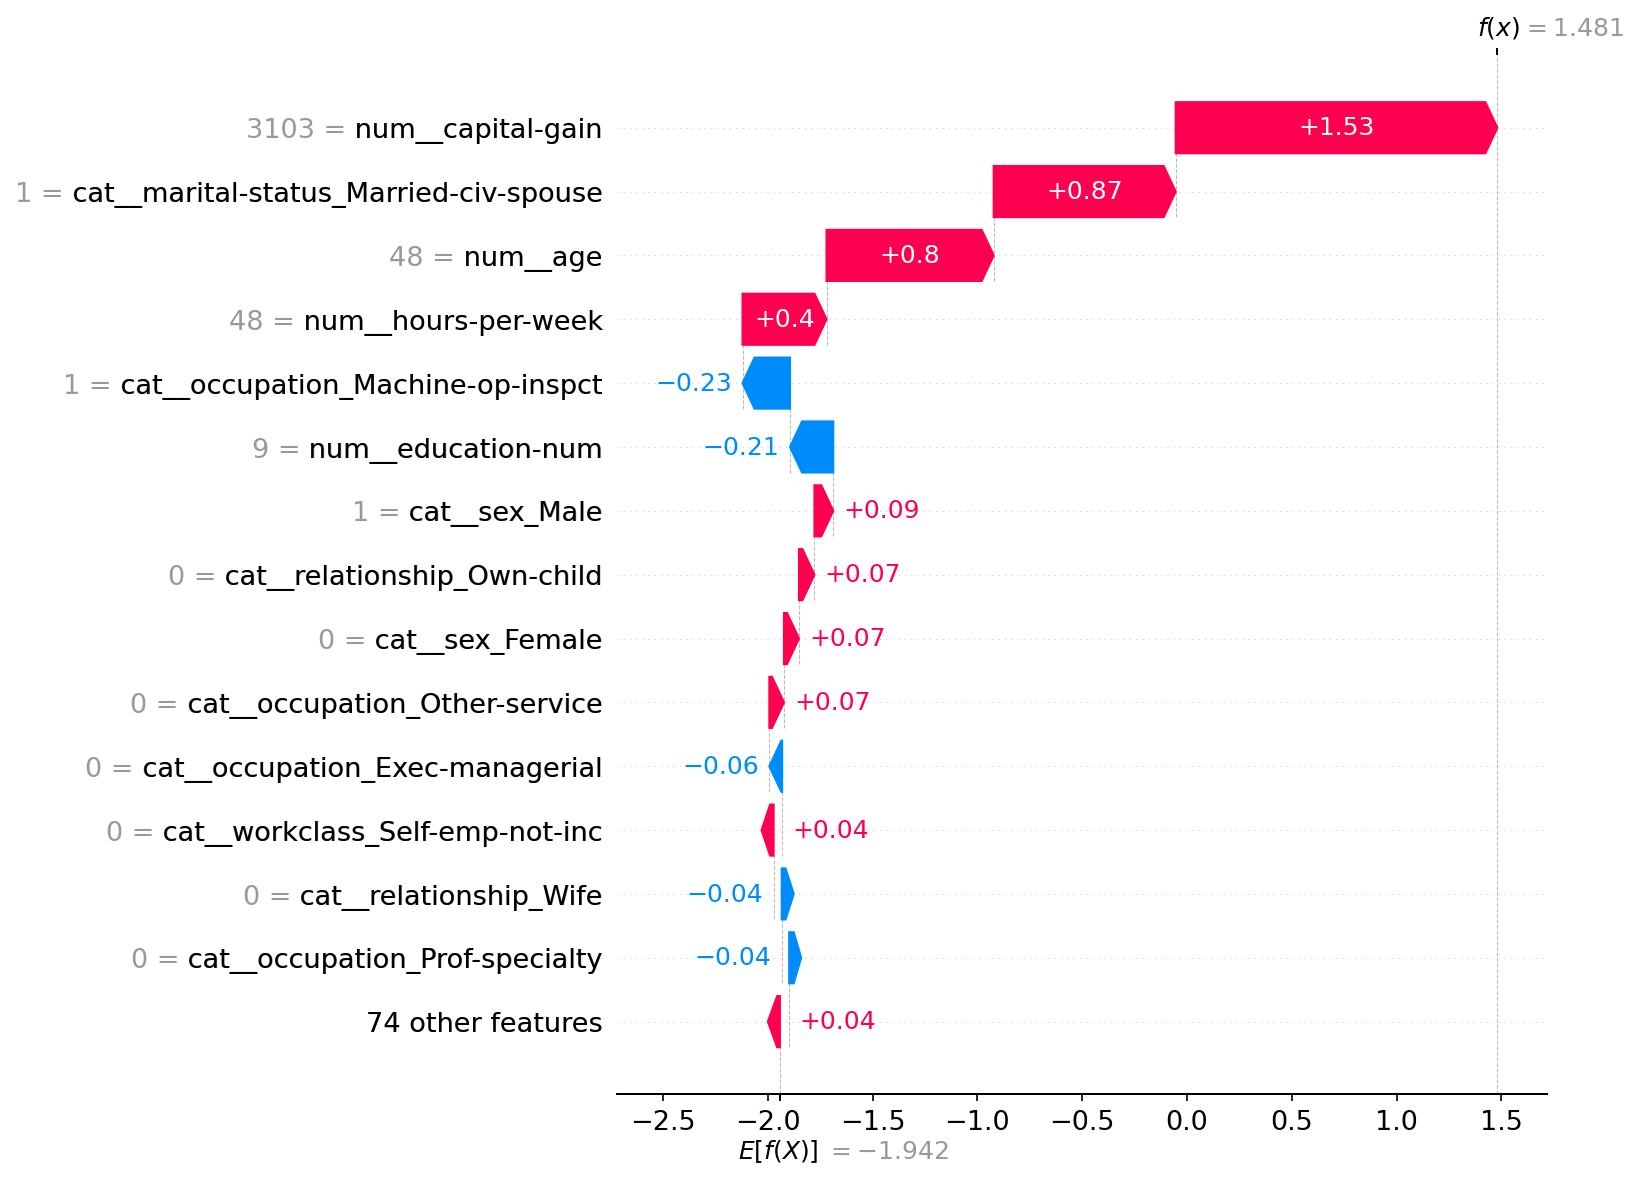 f(x) = 1.481
3103 = num__capital-gain +1.53
1 = cat__marital-status_Married-civ-spouse +0.87
48 = num__age +0.8
48 = num__hours-per-week +0.4
1 = cat__occupation_Machine-op-inspct −0.23
9 = num__education-num −0.21
1 = cat__sex_Male +0.09
0 = cat__relationship_Own-child +0.07
0 = cat__sex_Female +0.07
0 = cat__occupation_Other-service +0.07
0 = cat__occupation_Exec-managerial −0.06
0 = cat__workclass_Self-emp-not-inc +0.04
0 = cat__relationship_Wife −0.04
0 = cat__occupation_Prof-specialty −0.04
74 other features +0.04
−2.5 −2.0 −1.5 −1.0 −0.5 0.0 0.5 1.0 1.5
E[f(X)] = −1.942